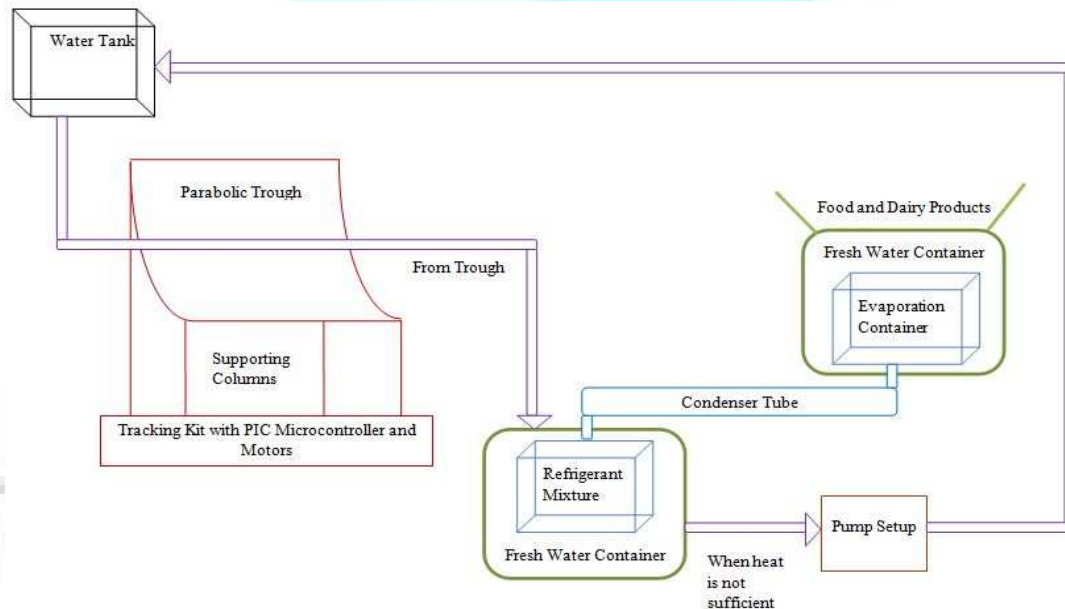 Water Tank
Parabolic Trough
From Trough
Supporting
Columns
Tracking Kit with PIC Microcontroller and
Motors
Food and Dairy Products
Fresh Water Container
Evaporation
Container
Condenser Tube
Refrigerant
Mixture
Fresh Water Container
Pump Setup
When heat
is not
sufficient